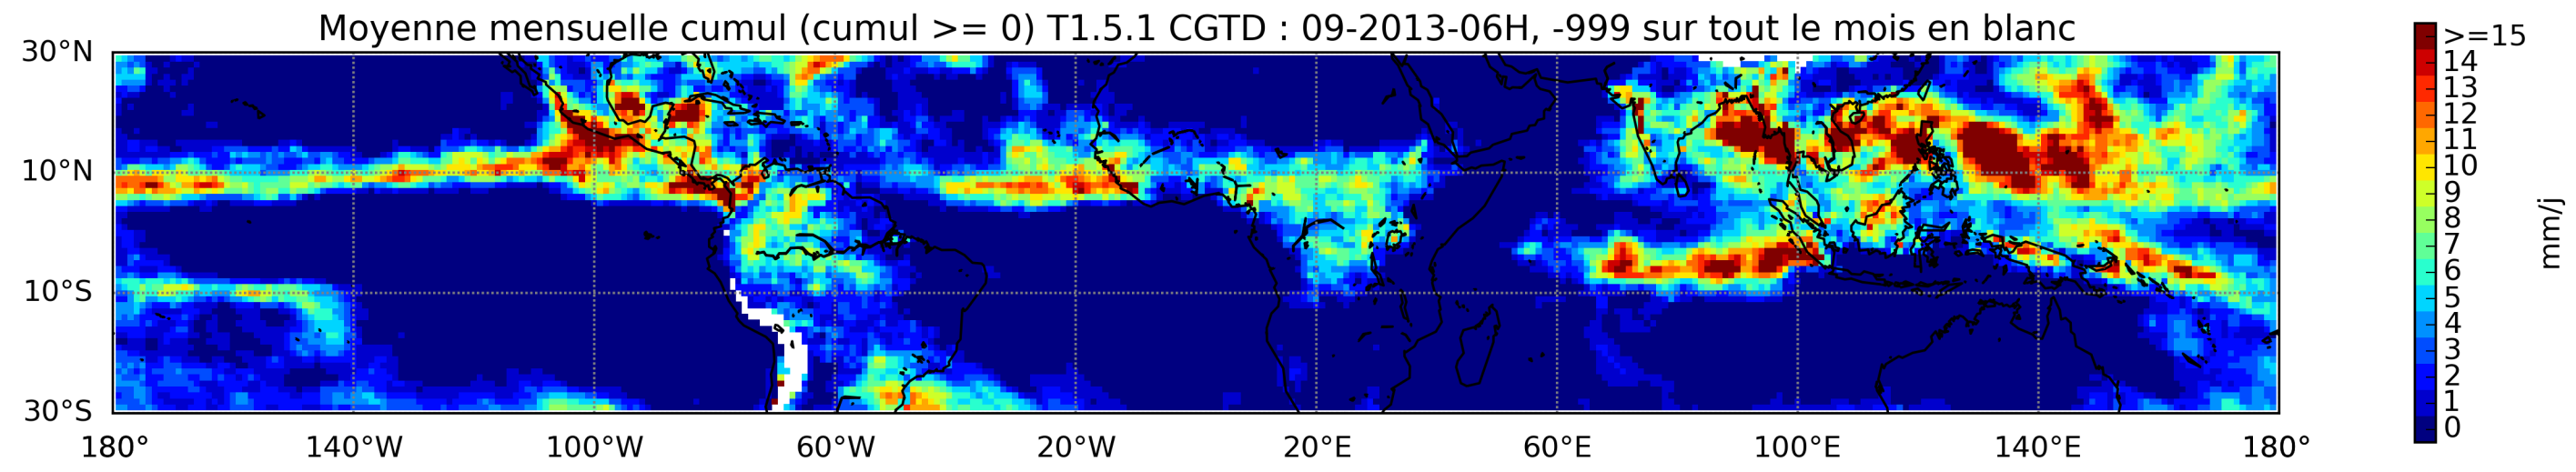 Moyenne mensuelle cumul (cumul >= 0) T1.5.1 CGTD : 09-2013-06H, -999 sur tout le mois en blanc
30°N
10°N
10°S
30°S
180° 140°W 100°W 60°W 20°W 20°E 60°E 100°E 140°E 180°
>=15
14
13
12
11
10
9
8
7
6
5
4
3
2
1
0
mm/j